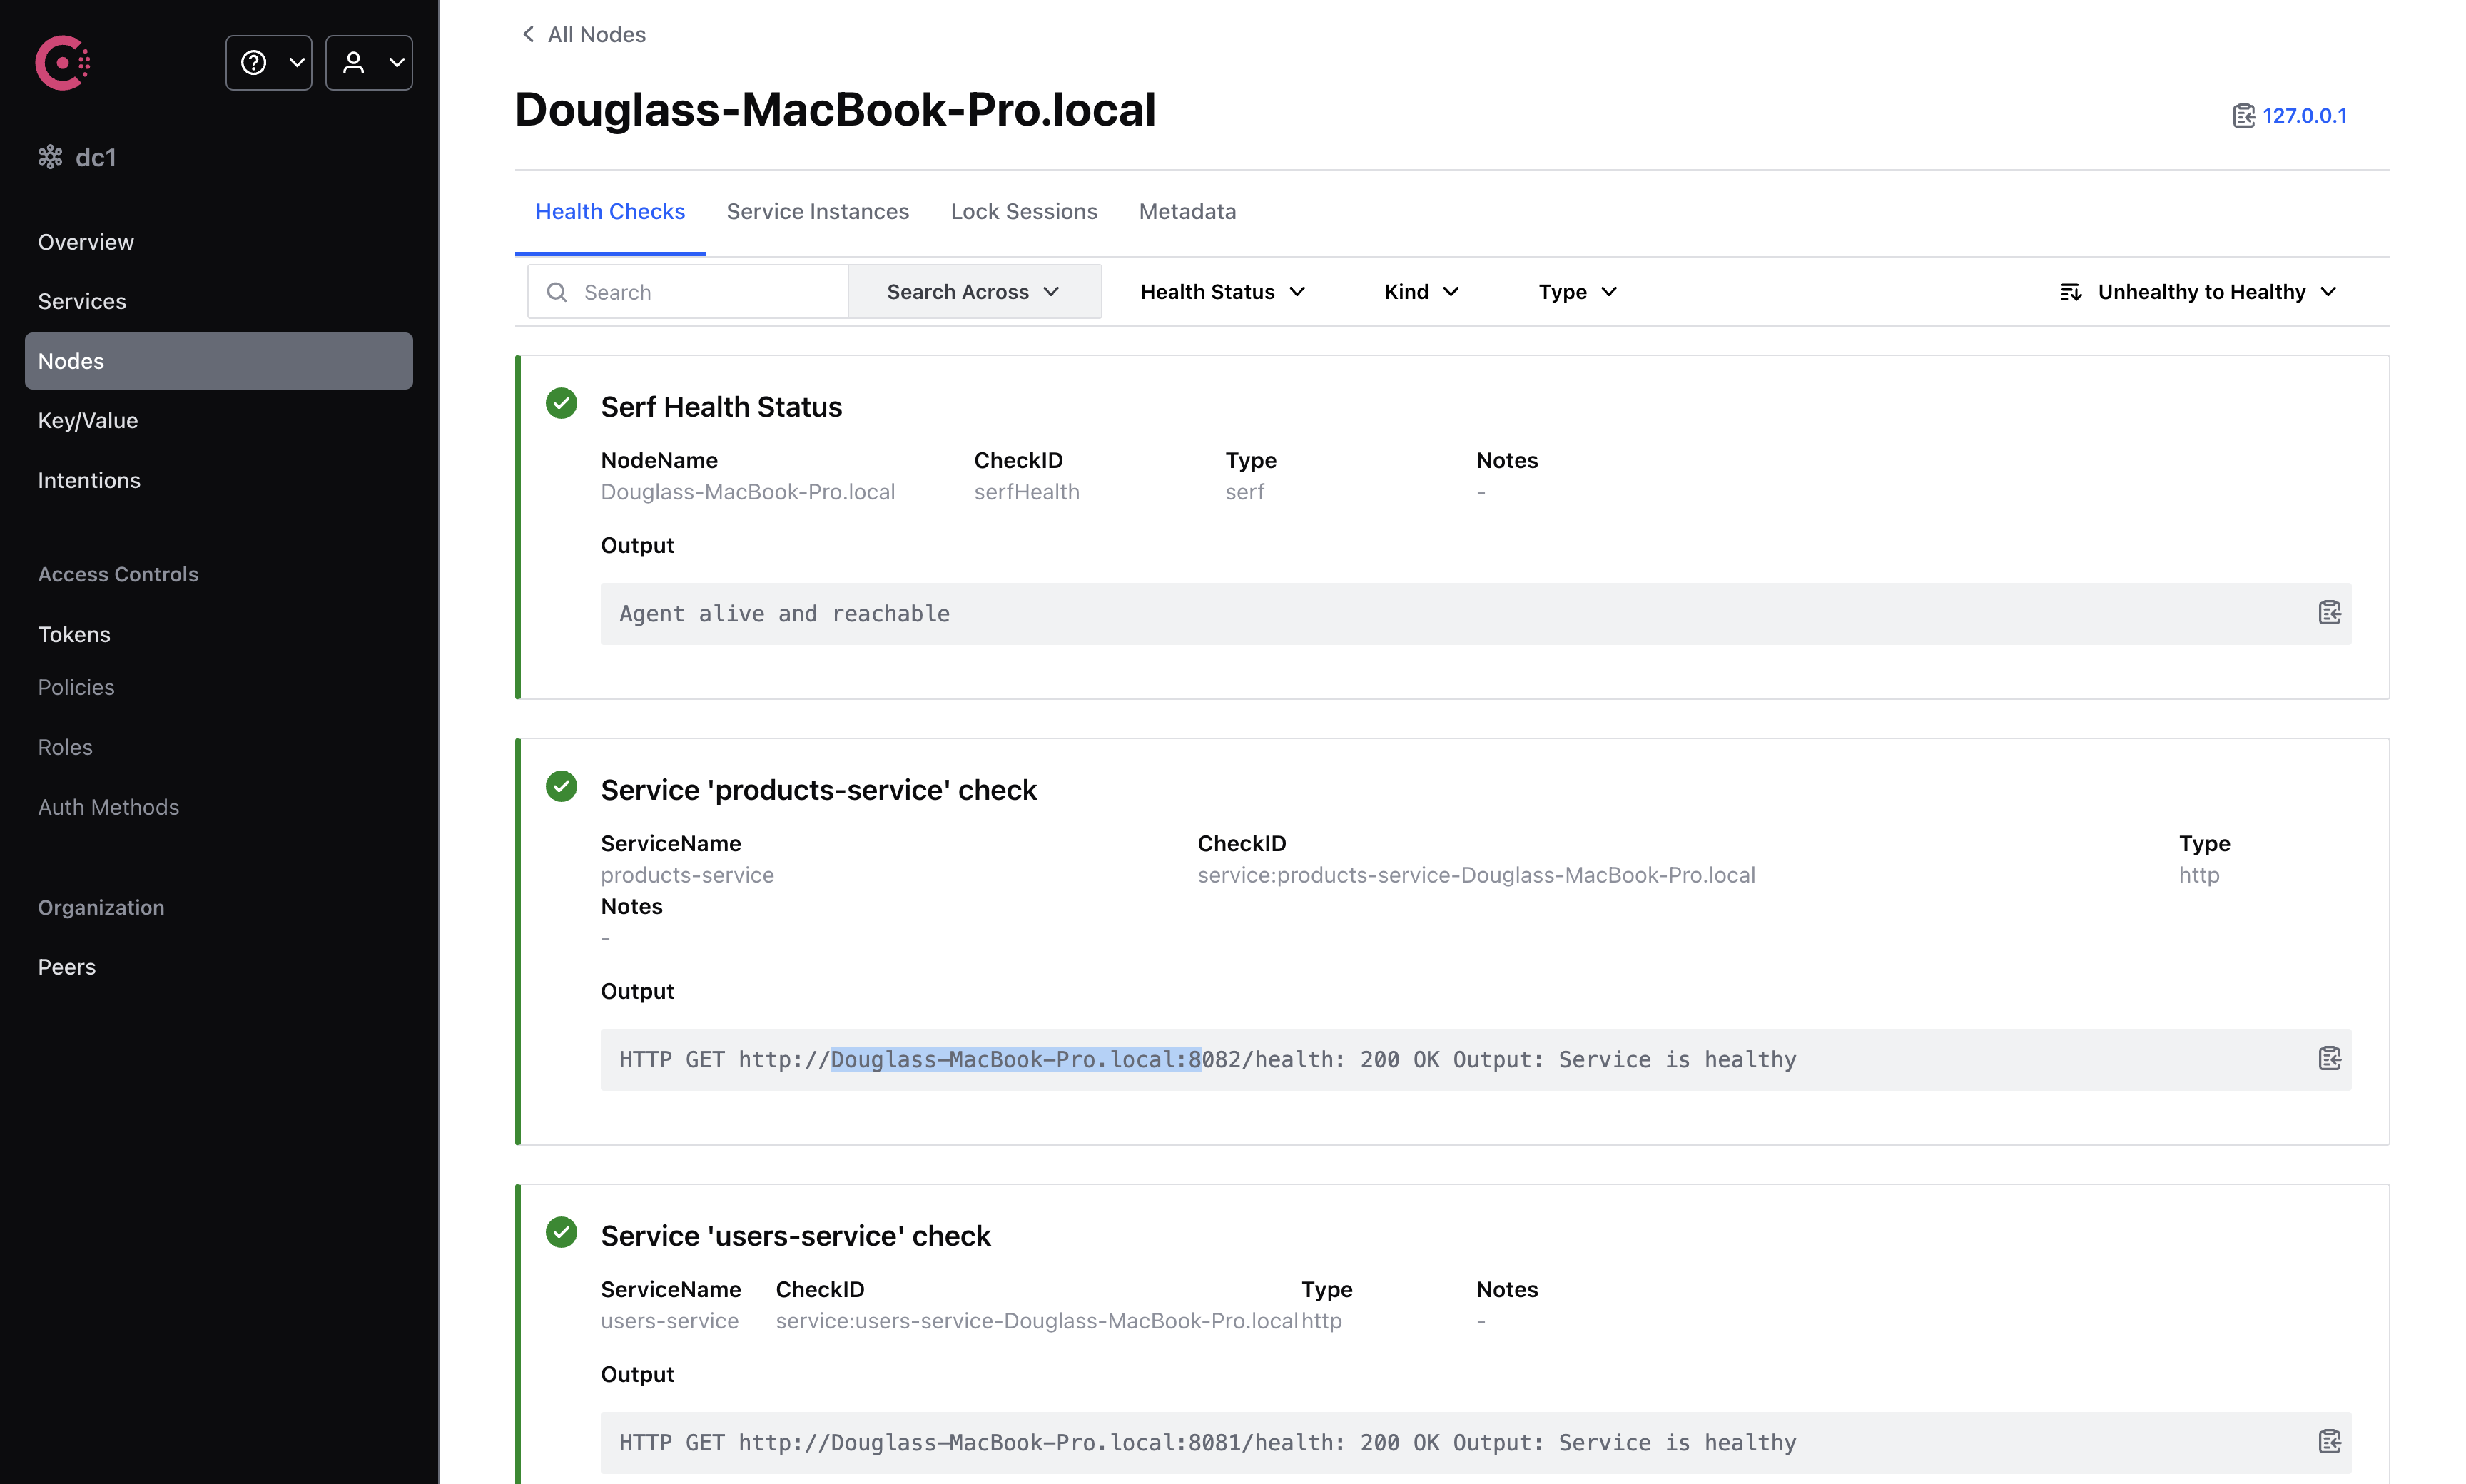 dc1
Overview
Services
Nodes
Key/Value
Intentions
Access Controls
Tokens
Policies
Roles
Auth Methods
Organization
Peers
All Nodes
Douglass-MacBook-Pro.local
127.0.0.1
Health Checks Service Instances Lock Sessions Metadata
Search Search Across Health Status Kind Type Unhealthy to Healthy
Serf Health Status
NodeName CheckID Type Notes
Douglass-MacBook-Pro.local serfHealth serf -
Output
Agent alive and reachable
Service 'products-service' check
ServiceName CheckID Type
products-service service:products-service-Douglass-MacBook-Pro.local http
Notes
-
Output
HTTP GET http://Douglass-MacBook-Pro.local:8082/health: 200 OK Output: Service is healthy
Service 'users-service' check
ServiceName CheckID Type Notes
users-service service:users-service-Douglass-MacBook-Pro.local http -
Output
HTTP GET http://Douglass-MacBook-Pro.local:8081/health: 200 OK Output: Service is healthy